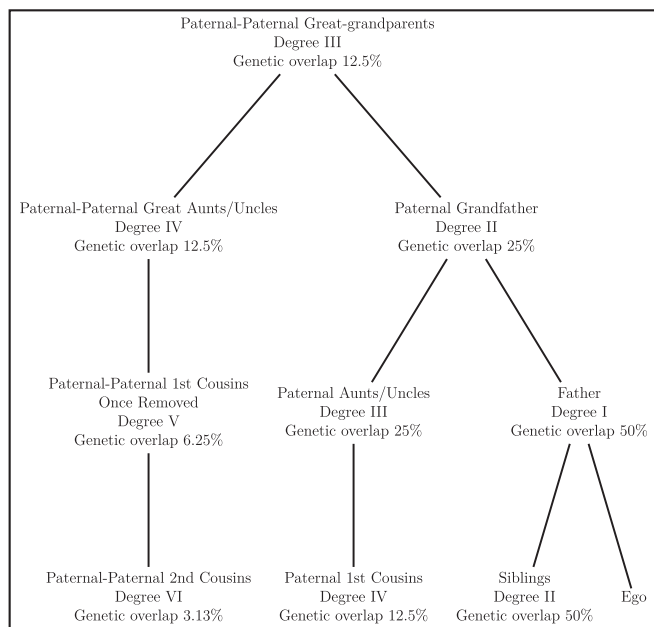 Paternal-Paternal Great-grandparents
Degree III
Genetic overlap 12.5%
Paternal-Paternal Great Aunts/Uncles
Degree IV
Genetic overlap 12.5%
Paternal Grandfather
Degree II
Genetic overlap 25%
Paternal-Paternal 1st Cousins
Once Removed
Degree V
Genetic overlap 6.25%
Paternal Aunts/Uncles
Degree III
Genetic overlap 25%
Father
Degree I
Genetic overlap 50%
Paternal-Paternal 2nd Cousins
Degree VI
Genetic overlap 3.13%
Paternal 1st Cousins
Degree IV
Genetic overlap 12.5%
Siblings
Degree II
Genetic overlap 50%
Ego